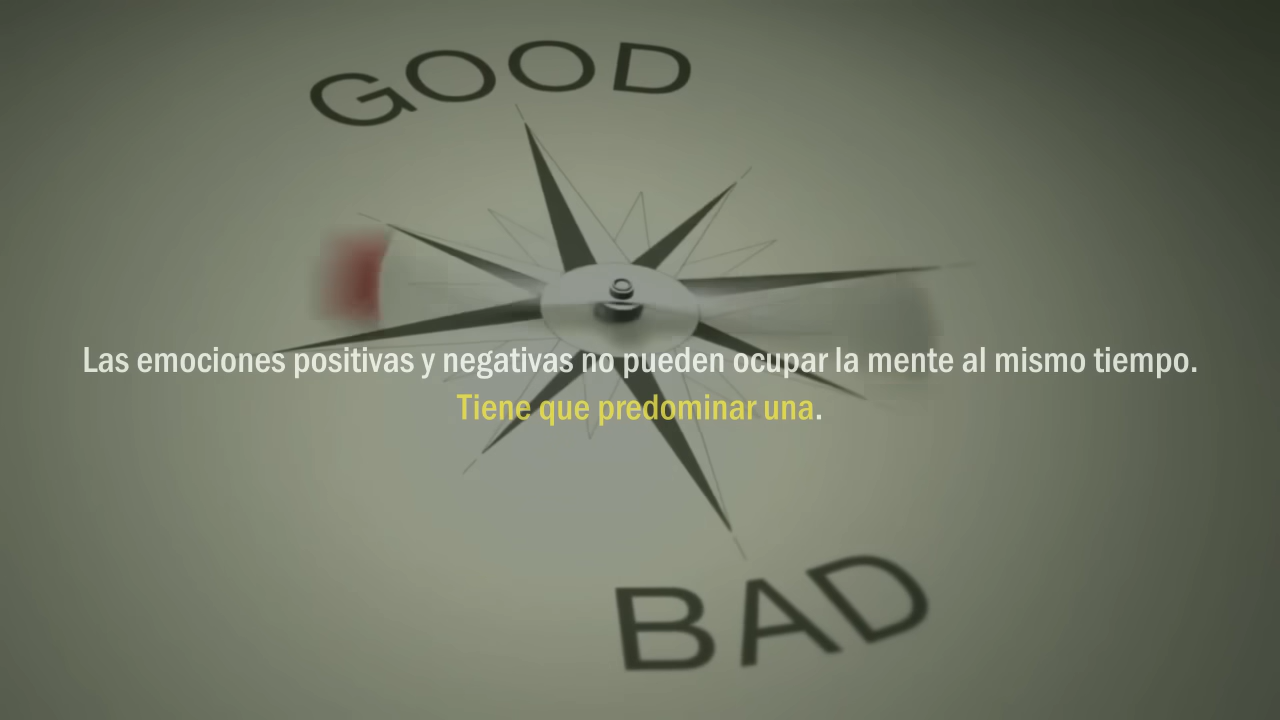 GOOD
Las emociones positivas y negativas no pueden ocupar la mente al mismo tiempo.
Tiene que predominar una.
BAD